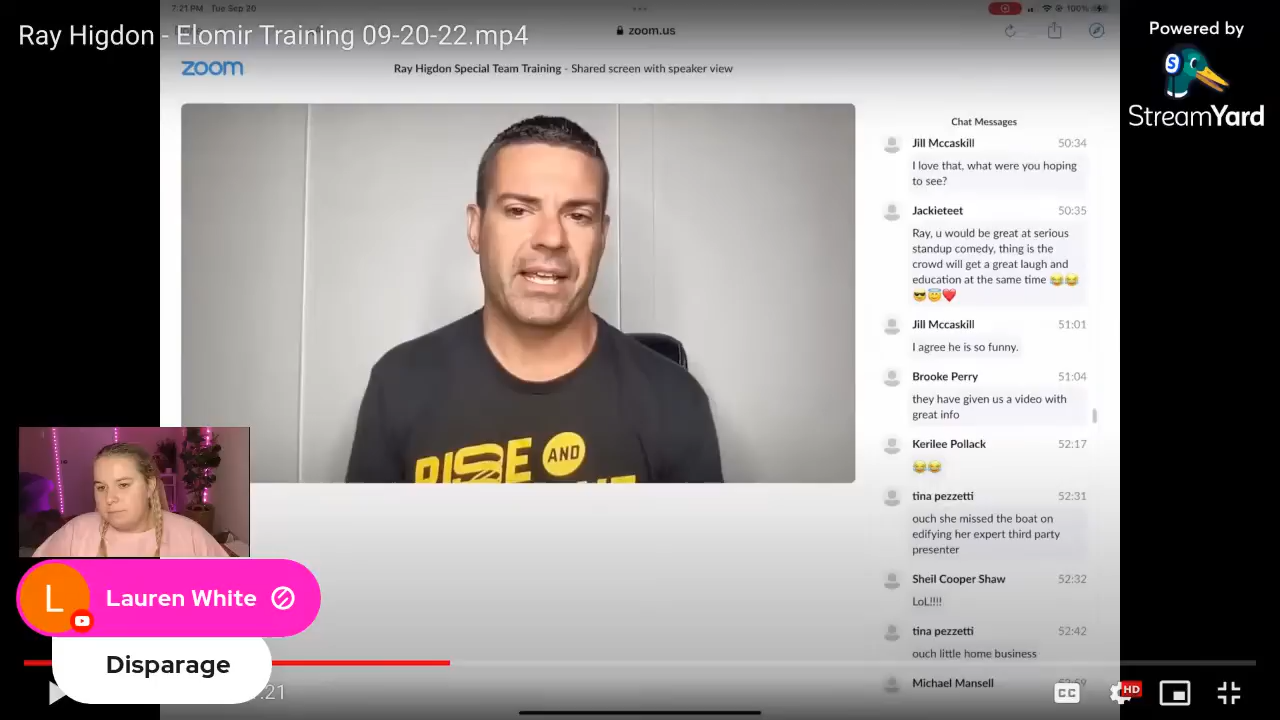 7:21 PM Tue Sep 20
100%
Ray Higdon - Elomir Training 09-20-22.mp4
zoom.us
Powered by
StreamYard
zoom
Ray Higdon Special Team Training - Shared screen with speaker view
Chat Messages
Jill Mccaskill 50:34
I love that, what were you hoping
to see?
Jackieteet 50:35
Ray, u would be great at serious
standup comedy, thing is the
crowd will get a great laugh and
education at the same time 😂😂
😎😇❤️
Jill Mccaskill 51:01
I agree he is so funny.
Brooke Perry 51:04
they have given us a video with
great info
Kerilee Pollack 52:17
😂😂
tina pezzetti 52:31
ouch she missed the boat on
edifying her expert third party
presenter
Sheil Cooper Shaw 52:32
LoL!!!!
tina pezzetti 52:42
ouch little home business
Michael Mansell
RISE AND
L
Lauren White
Disparage
:21
CC
HD